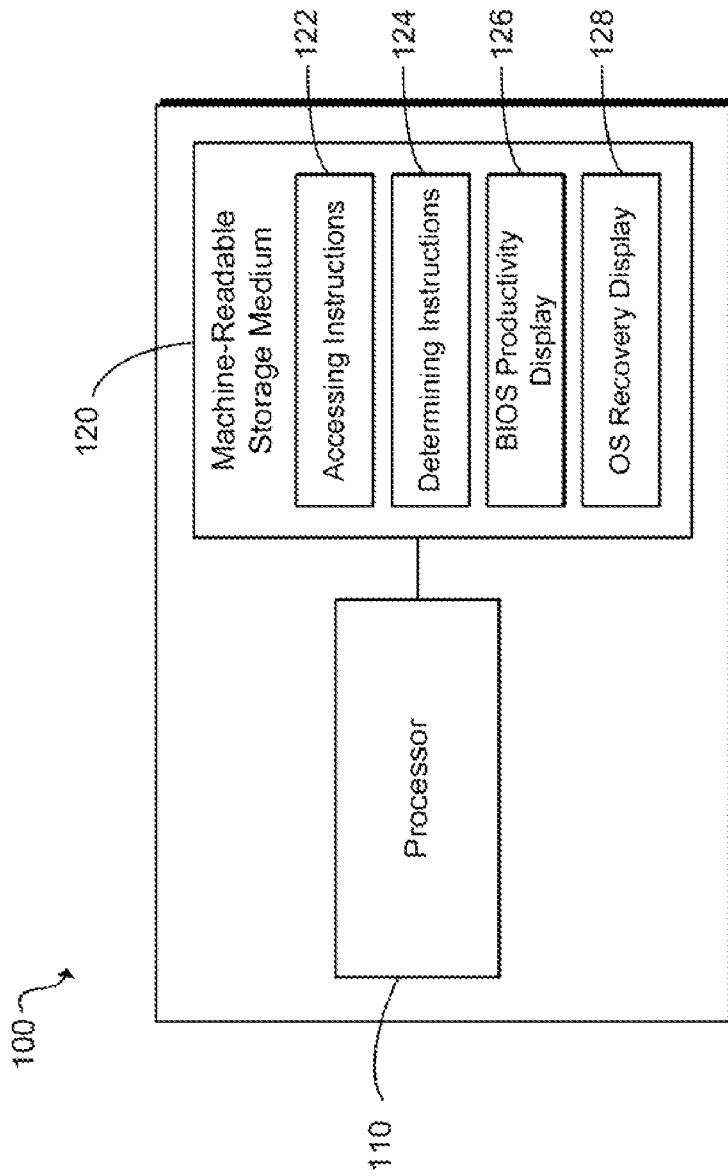 100
120
Machine-Readable
Storage Medium
Accessing Instructions
122
Determining Instructions
124
BIOS Productivity
Display
126
OS Recovery Display
128
Processor
110